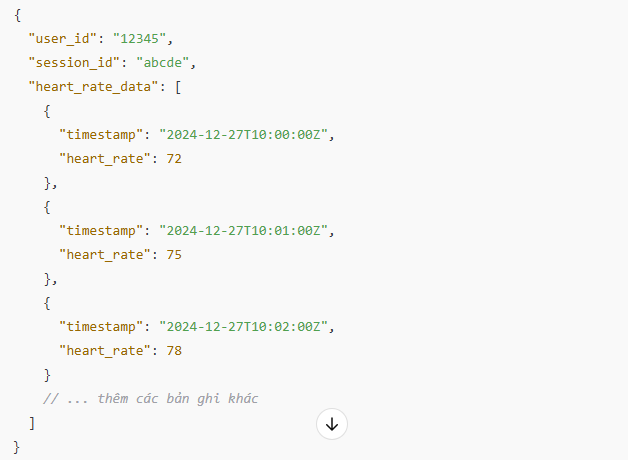 {
  "user_id": "12345",
  "session_id": "abcde",
  "heart_rate_data": [
    {
      "timestamp": "2024-12-27T10:00:00Z",
      "heart_rate": 72
    },
    {
      "timestamp": "2024-12-27T10:01:00Z",
      "heart_rate": 75
    },
    {
      "timestamp": "2024-12-27T10:02:00Z",
      "heart_rate": 78
    }
    // ... thêm các bản ghi khác
  ]
}